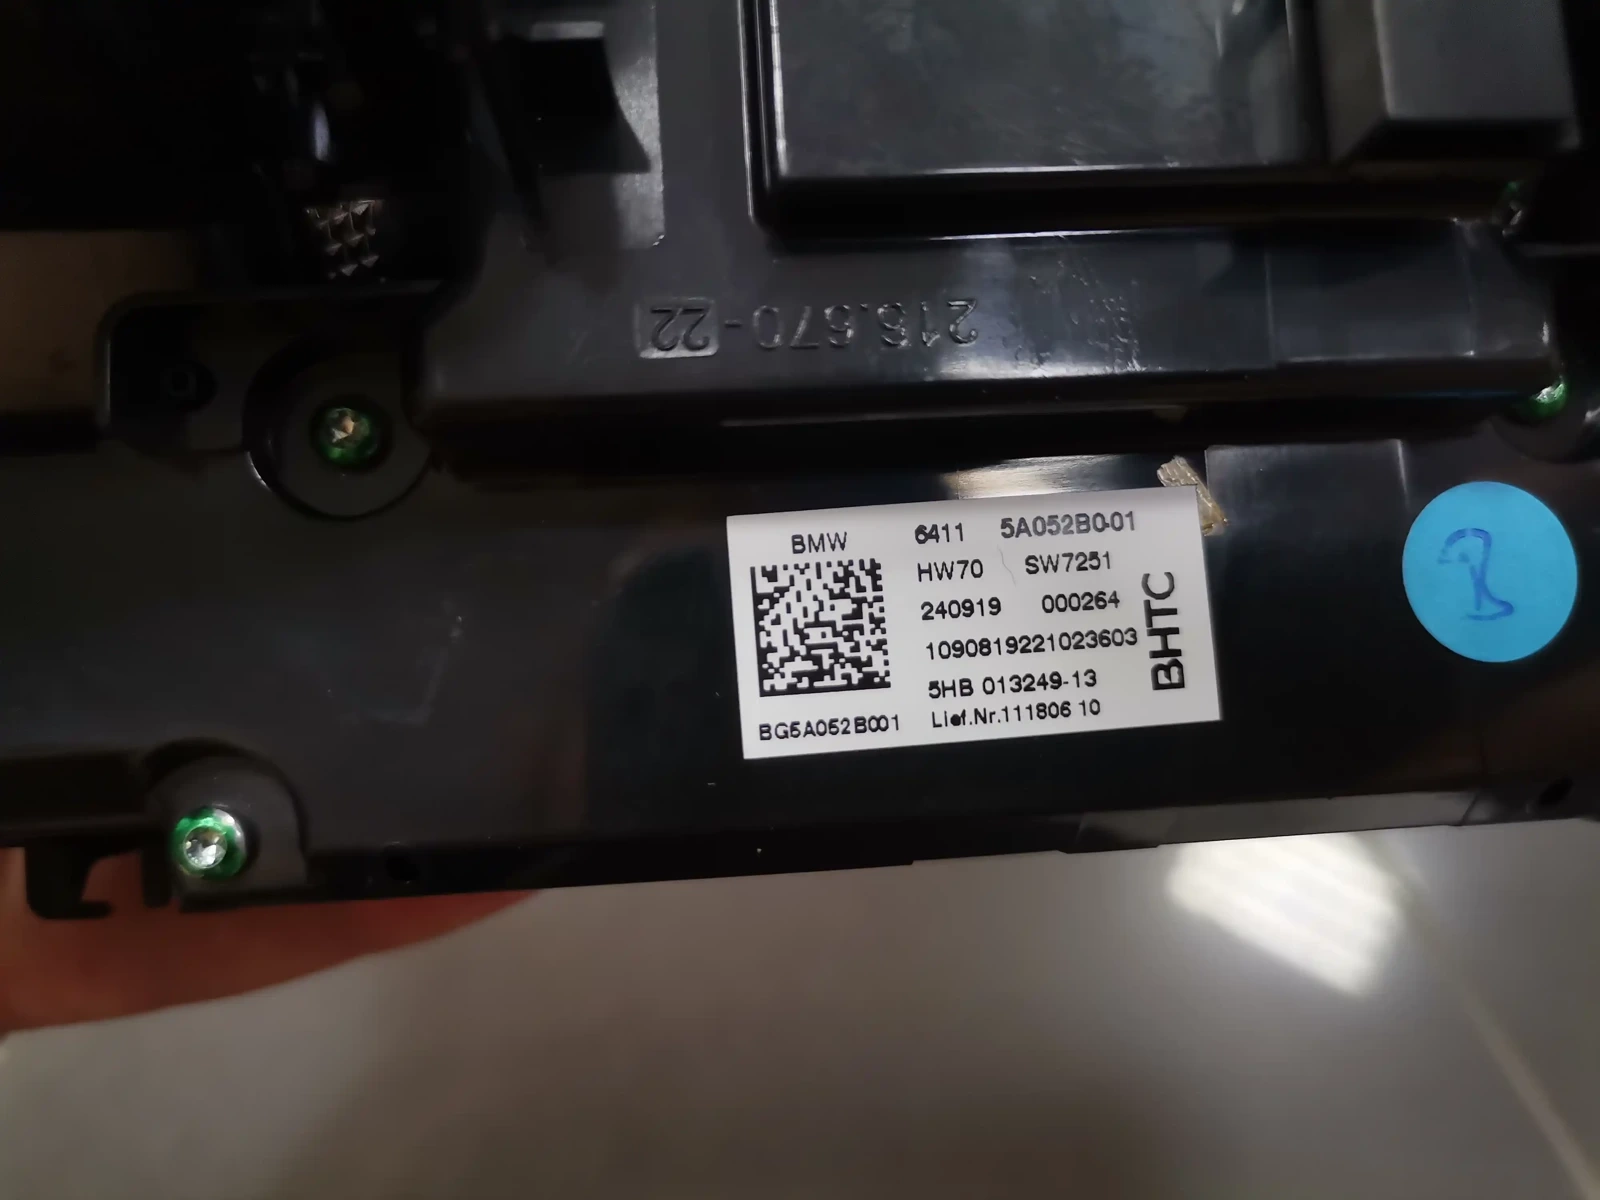 215.570-22
BMW
6411 5A052B0-01
HW70 SW7251
240919 000264
1090819221023603
5HB 013249-13
Lief.Nr.111806 10
BG5A052B001
BHTC